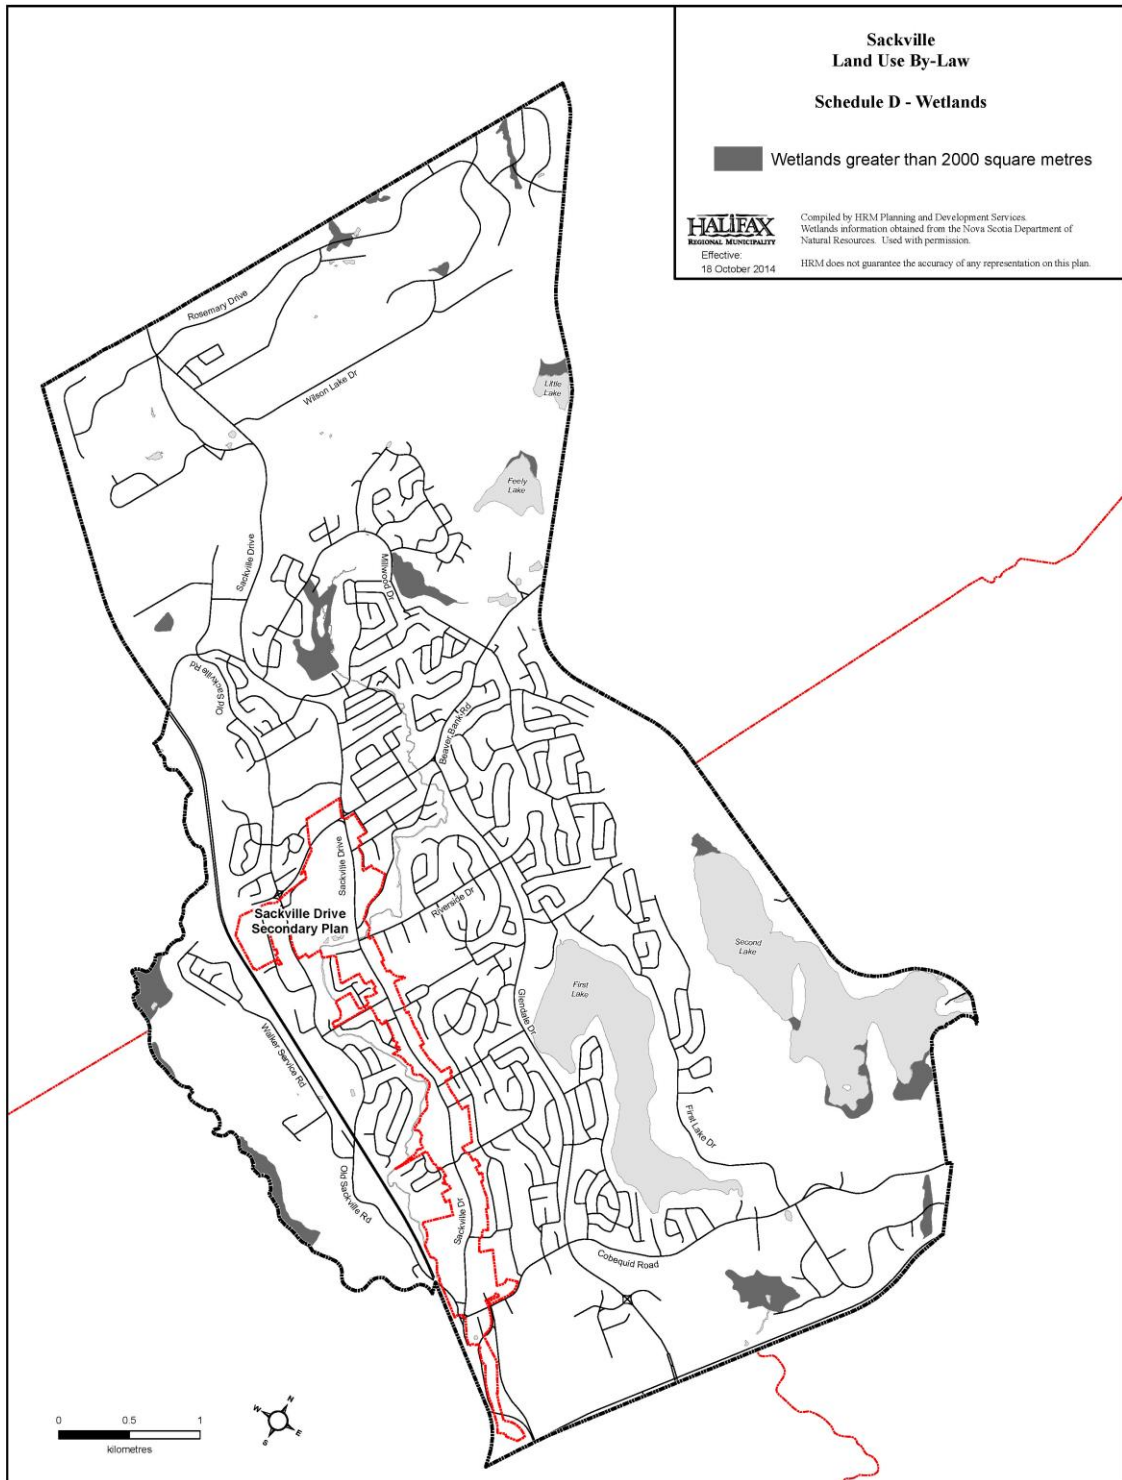 Sackville
Land Use By-Law
Schedule D - Wetlands
Wetlands greater than 2000 square metres
HALIFAX
REGIONAL MUNICIPALITY
Effective:
18 October 2014
Compiled by HRM Planning and Development Services.
Wetlands information obtained from the Nova Scotia Department of
Natural Resources. Used with permission.
HRM does not guarantee the accuracy of any representation on this plan.
Rosemary Drive
Wilson Lake Dr
Little
Lake
Feely
Lake
Sackville Drive
Millwood Dr
Old Sackville Rd
Beaver Bank Rd
Sackville Drive
Riverside Dr
Sackville Drive
Secondary Plan
Second
Lake
First
Lake
Glendale Dr
Walker Service Rd
First Lake Dr
Old Sackville Rd
Sackville Dr
Cobequid Road
N
W
E
S
0 0.5 1
kilometres